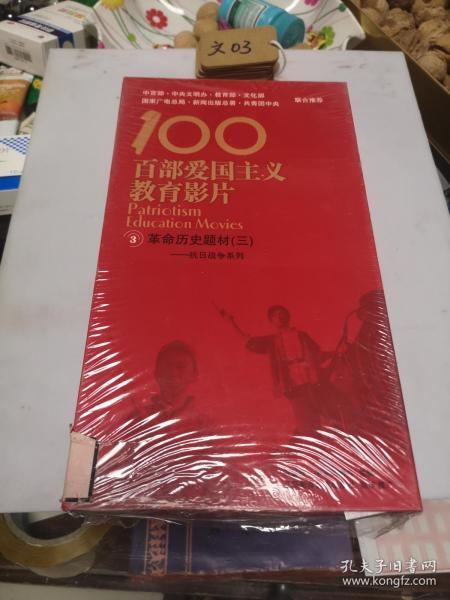 文03
中宣部·中央文明办·教育部·文化部
国家广电总局·新闻出版总署·共青团中央
联合推荐
100
百部爱国主义
教育影片
Patriotism
Education Movies
3 革命历史题材(三)
——抗日战争系列
孔夫子旧书网
www.kongfz.com